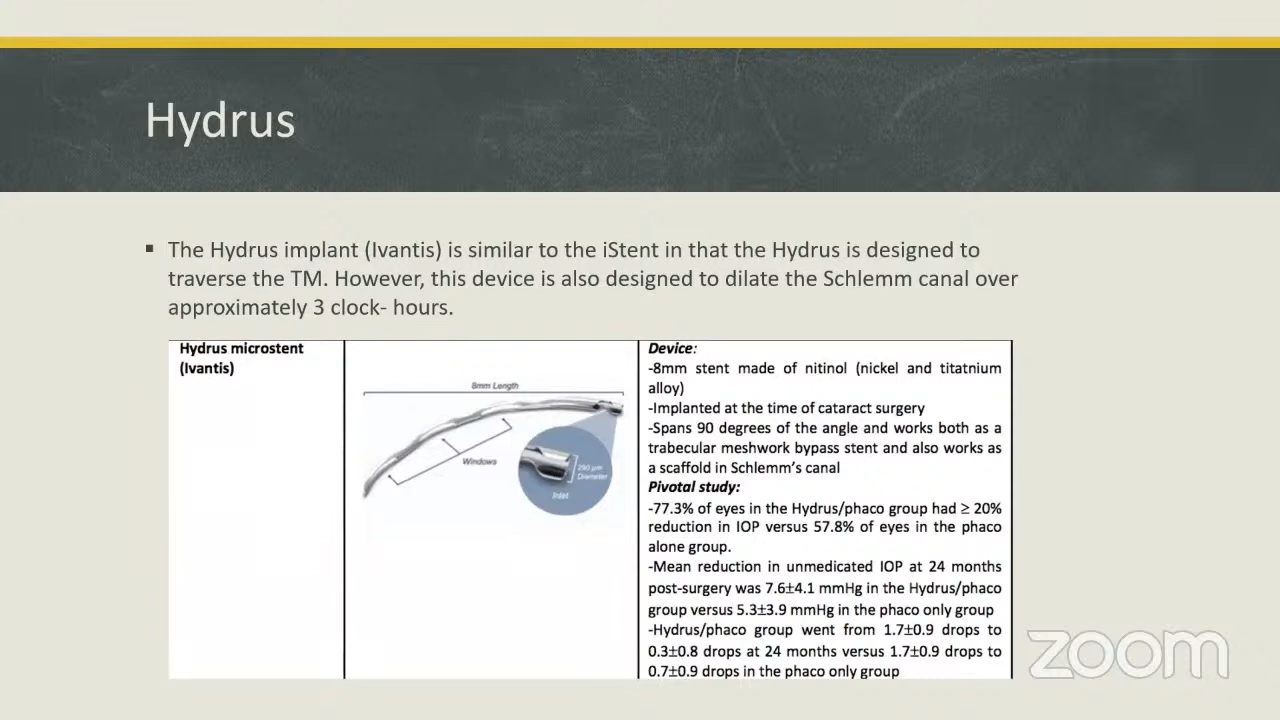 Hydrus
▪ The Hydrus implant (Ivantis) is similar to the iStent in that the Hydrus is designed to
traverse the TM. However, this device is also designed to dilate the Schlemm canal over
approximately 3 clock- hours.
Hydrus microstent
(Ivantis)
8mm Length
Windows
290 µm
Diameter
Inlet
Device:
-8mm stent made of nitinol (nickel and titatnium
alloy)
-Implanted at the time of cataract surgery
-Spans 90 degrees of the angle and works both as a
trabecular meshwork bypass stent and also works as
a scaffold in Schlemm's canal
Pivotal study:
-77.3% of eyes in the Hydrus/phaco group had ≥ 20%
reduction in IOP versus 57.8% of eyes in the phaco
alone group.
-Mean reduction in unmedicated IOP at 24 months
post-surgery was 7.6±4.1 mmHg in the Hydrus/phaco
group versus 5.3±3.9 mmHg in the phaco only group
-Hydrus/phaco group went from 1.7±0.9 drops to
0.3±0.8 drops at 24 months versus 1.7±0.9 drops to
0.7±0.9 drops in the phaco only group
zoom